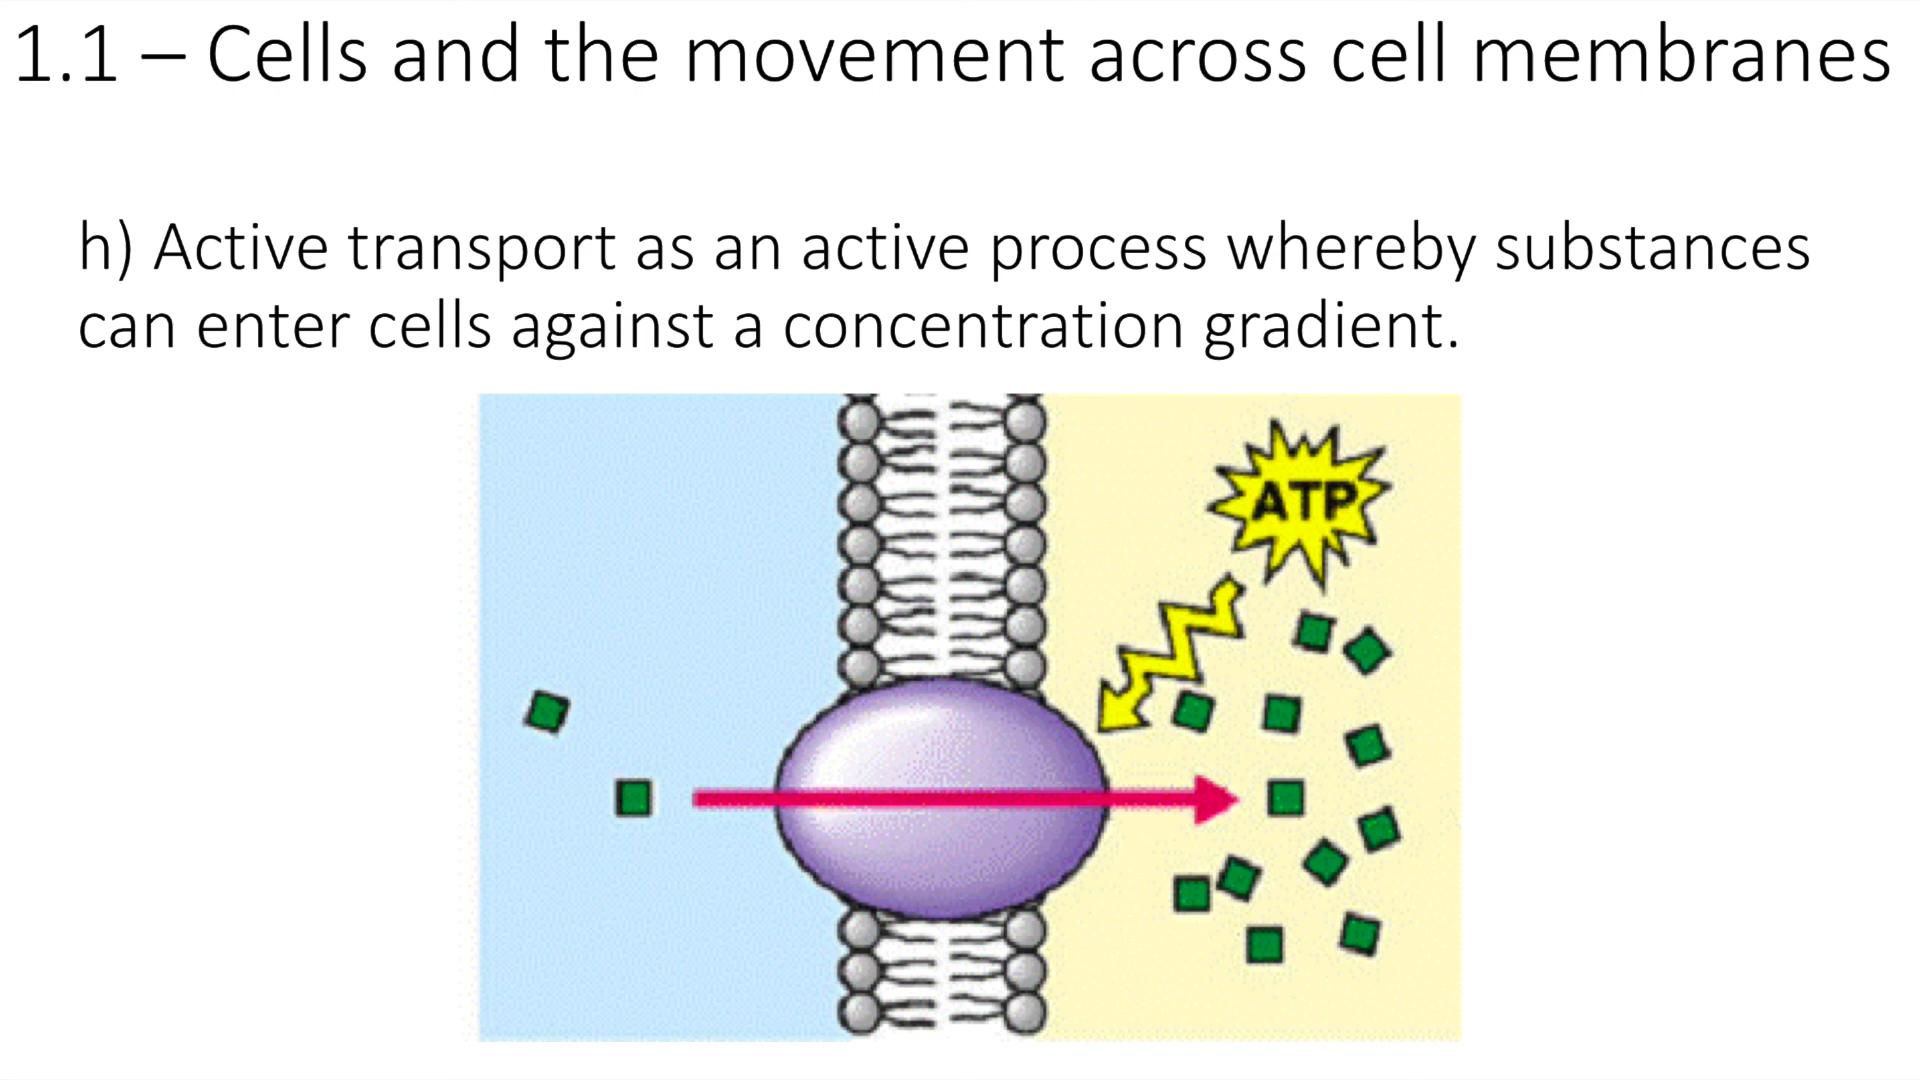 1.1 – Cells and the movement across cell membranes
h) Active transport as an active process whereby substances
can enter cells against a concentration gradient.
ATP